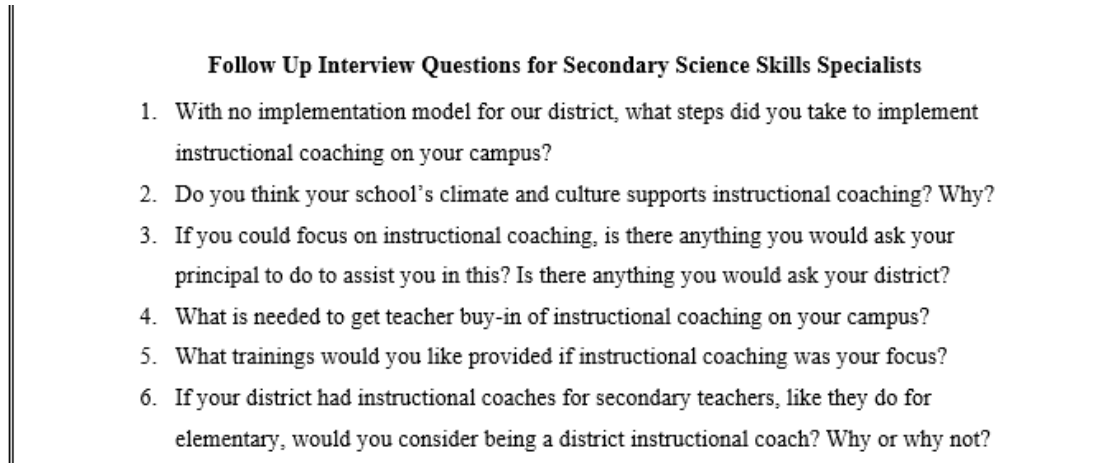 Follow Up Interview Questions for Secondary Science Skills Specialists
1. With no implementation model for our district, what steps did you take to implement
instructional coaching on your campus?
2. Do you think your school’s climate and culture supports instructional coaching? Why?
3. If you could focus on instructional coaching, is there anything you would ask your
principal to do to assist you in this? Is there anything you would ask your district?
4. What is needed to get teacher buy-in of instructional coaching on your campus?
5. What trainings would you like provided if instructional coaching was your focus?
6. If your district had instructional coaches for secondary teachers, like they do for
elementary, would you consider being a district instructional coach? Why or why not?